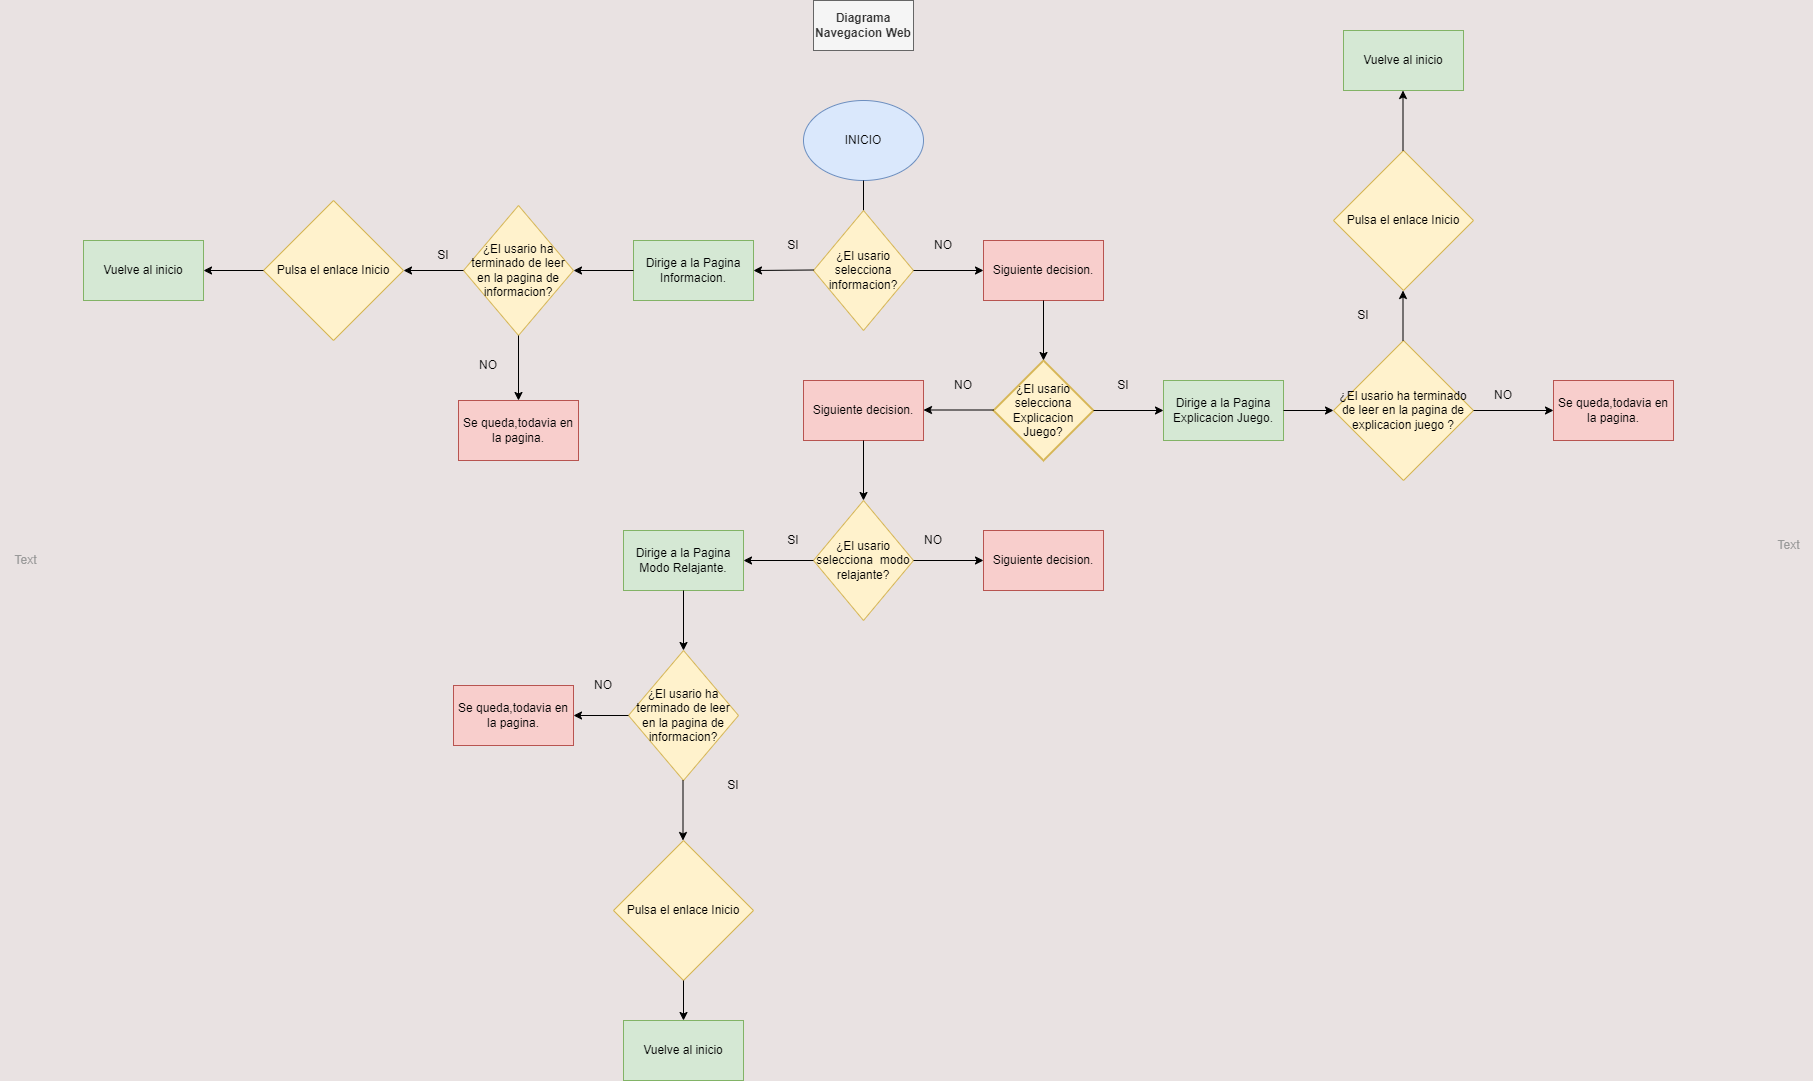 Diagrama
Navegacion Web
Vuelve al inicio
INICIO
Pulsa el enlace Inicio
Vuelve al inicio
Pulsa el enlace Inicio
SI
¿El usario ha
terminado de leer
en la pagina de
informacion?
Dirige a la Pagina
Informacion.
SI
¿El usario
selecciona
informacion?
NO
Siguiente decision.
SI
NO
Se queda,todavia en
la pagina.
Siguiente decision.
NO
¿El usario
selecciona
Explicacion
Juego?
SI
Dirige a la Pagina
Explicacion Juego.
¿El usario ha terminado
de leer en la pagina de
explicacion juego ?
NO
Se queda,todavia en
la pagina.
Text
Dirige a la Pagina
Modo Relajante.
SI
¿El usario
selecciona  modo
relajante?
NO
Siguiente decision.
Text
Se queda,todavia en
la pagina.
NO
¿El usario ha
terminado de leer
en la pagina de
informacion?
SI
Pulsa el enlace Inicio
Vuelve al inicio